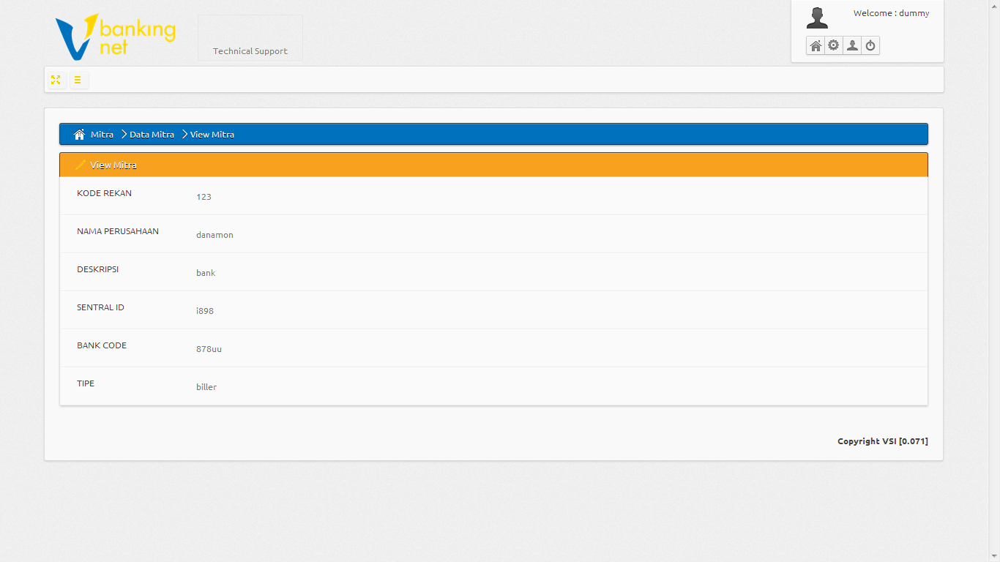 banking
net
Technical Support
Welcome : dummy
Mitra Data Mitra View Mitra
View Mitra
KODE REKAN 123
NAMA PERUSAHAAN danamon
DESKRIPSI bank
SENTRAL ID i898
BANK CODE 878uu
TIPE biller
Copyright VSI [0.071]